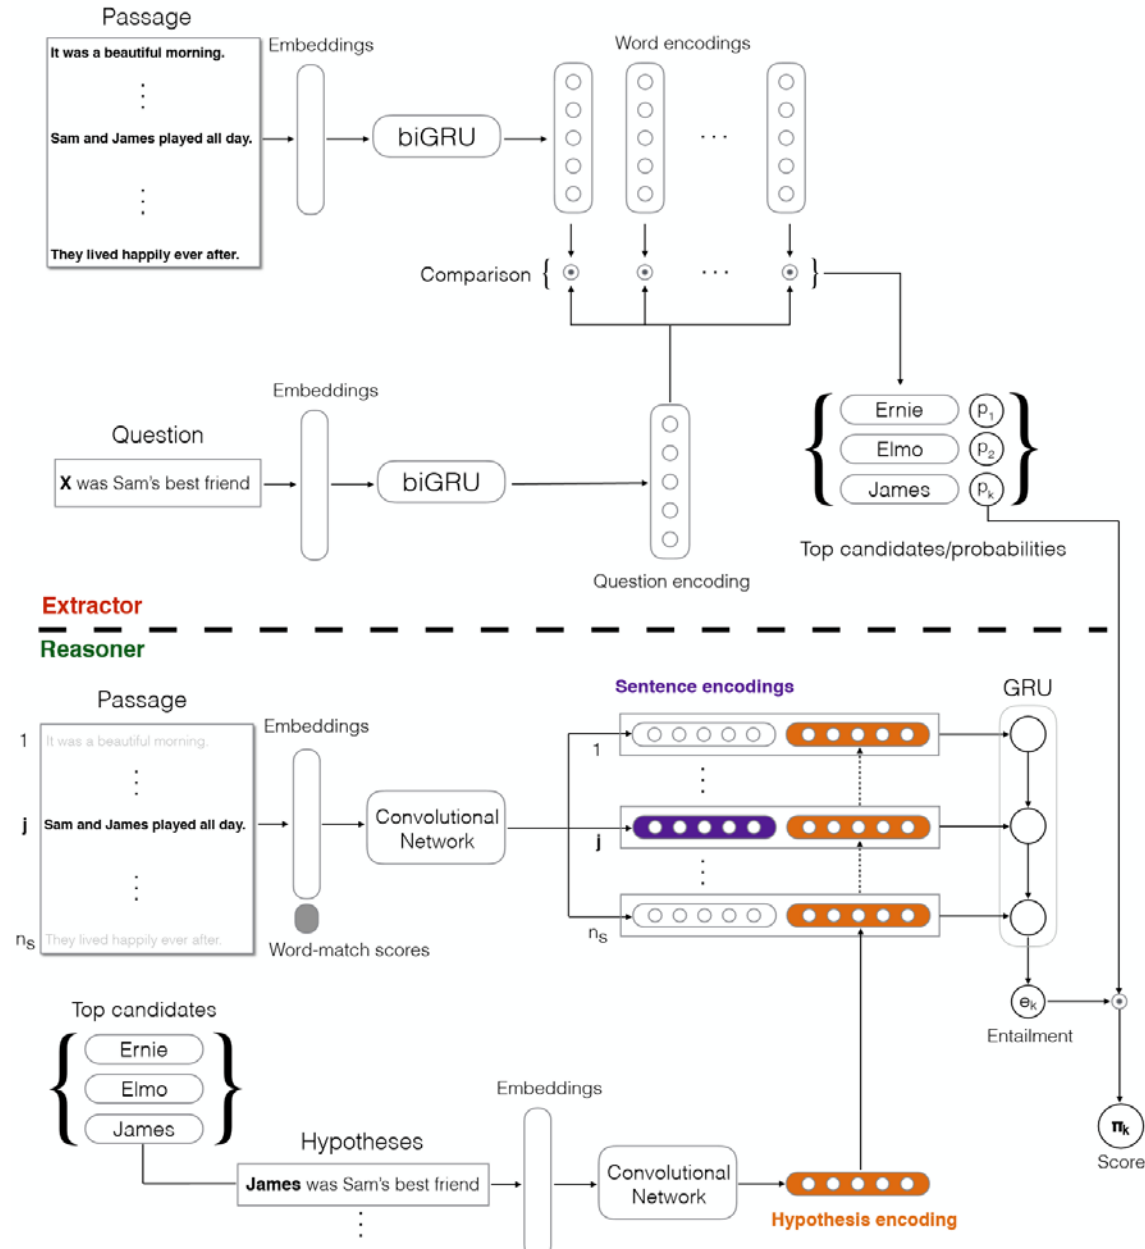 Passage
It was a beautiful morning.
Sam and James played all day.
They lived happily ever after.
Embeddings
biGRU
Word encodings
Comparison
Embeddings
Question
X was Sam's best friend
biGRU
Question encoding
Ernie p1
Elmo p2
James pk
Top candidates/probabilities
Extractor
Reasoner
Passage
1 It was a beautiful morning.
j Sam and James played all day.
ns They lived happily ever after.
Embeddings
Word-match scores
Convolutional
Network
Sentence encodings
1
j
ns
GRU
ek
Entailment
πk
Score
Top candidates
Ernie
Elmo
James
Hypotheses
James was Sam's best friend
Embeddings
Convolutional
Network
Hypothesis encoding